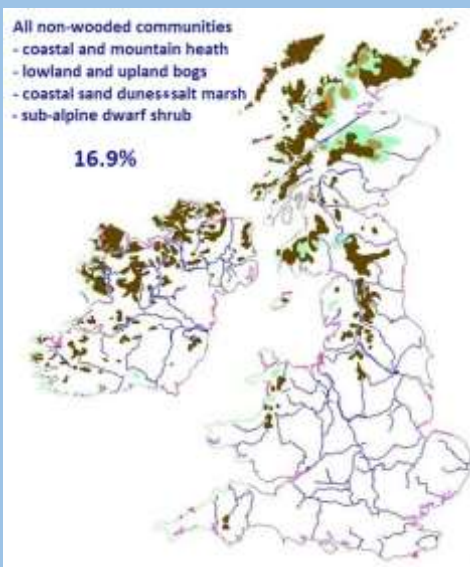 All non-wooded communities
- coastal and mountain heath
- lowland and upland bogs
- coastal sand dunes+salt marsh
- sub-alpine dwarf shrub
16.9%